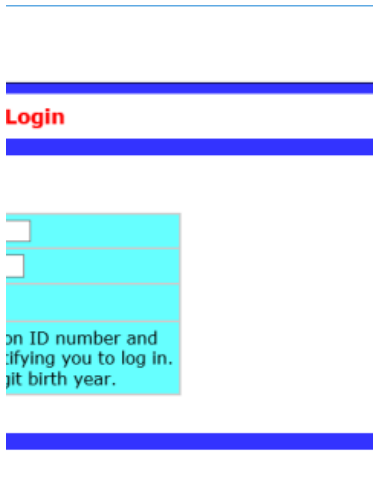 Login
on ID number and
tifying you to log in.
git birth year.